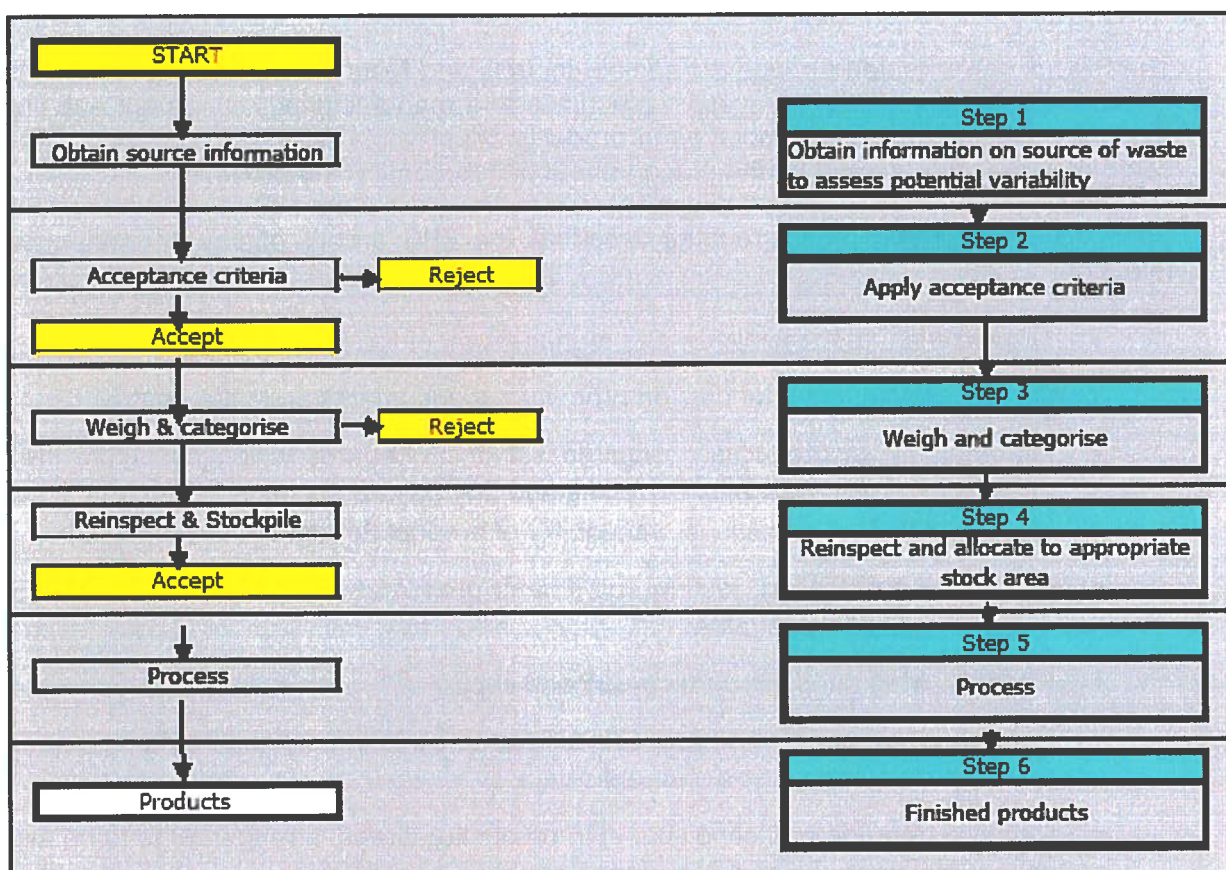 START
Obtain source information
Step 1
Obtain information on source of waste
to assess potential variability
Acceptance criteria
Reject
Accept
Step 2
Apply acceptance criteria
Weigh & categorise
Reject
Step 3
Weigh and categorise
Reinspect & Stockpile
Accept
Step 4
Reinspect and allocate to appropriate
stock area
Process
Step 5
Process
Products
Step 6
Finished products